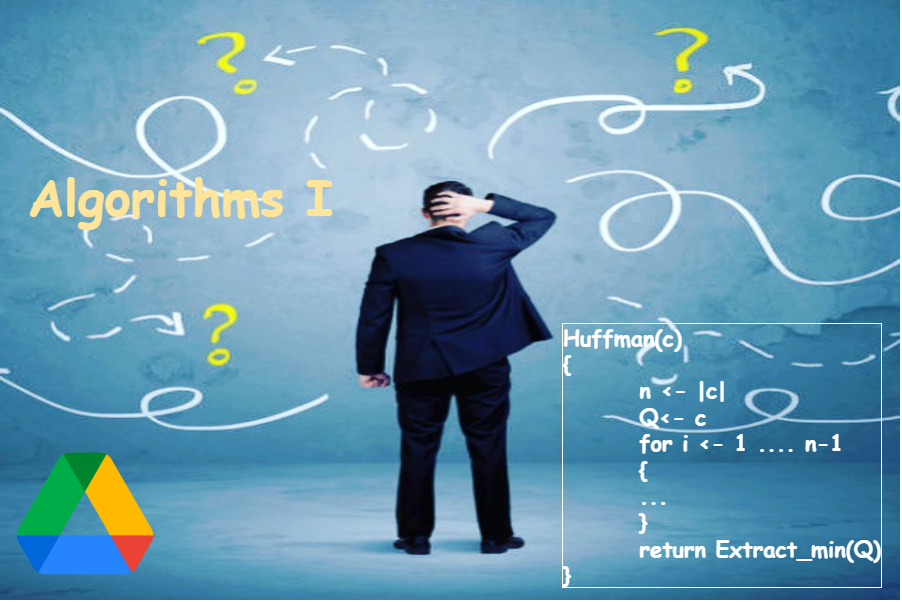 ?
?
Algorithms I
?
Huffman(c)
{
n <- |c|
Q<- c
for i <- 1 .... n-1
{
...
}
return Extract_min(Q)
}